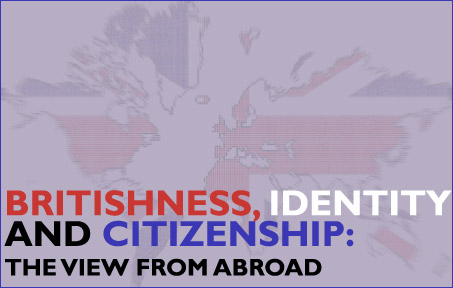 BRITISHNESS, IDENTITY
AND CITIZENSHIP:
THE VIEW FROM ABROAD